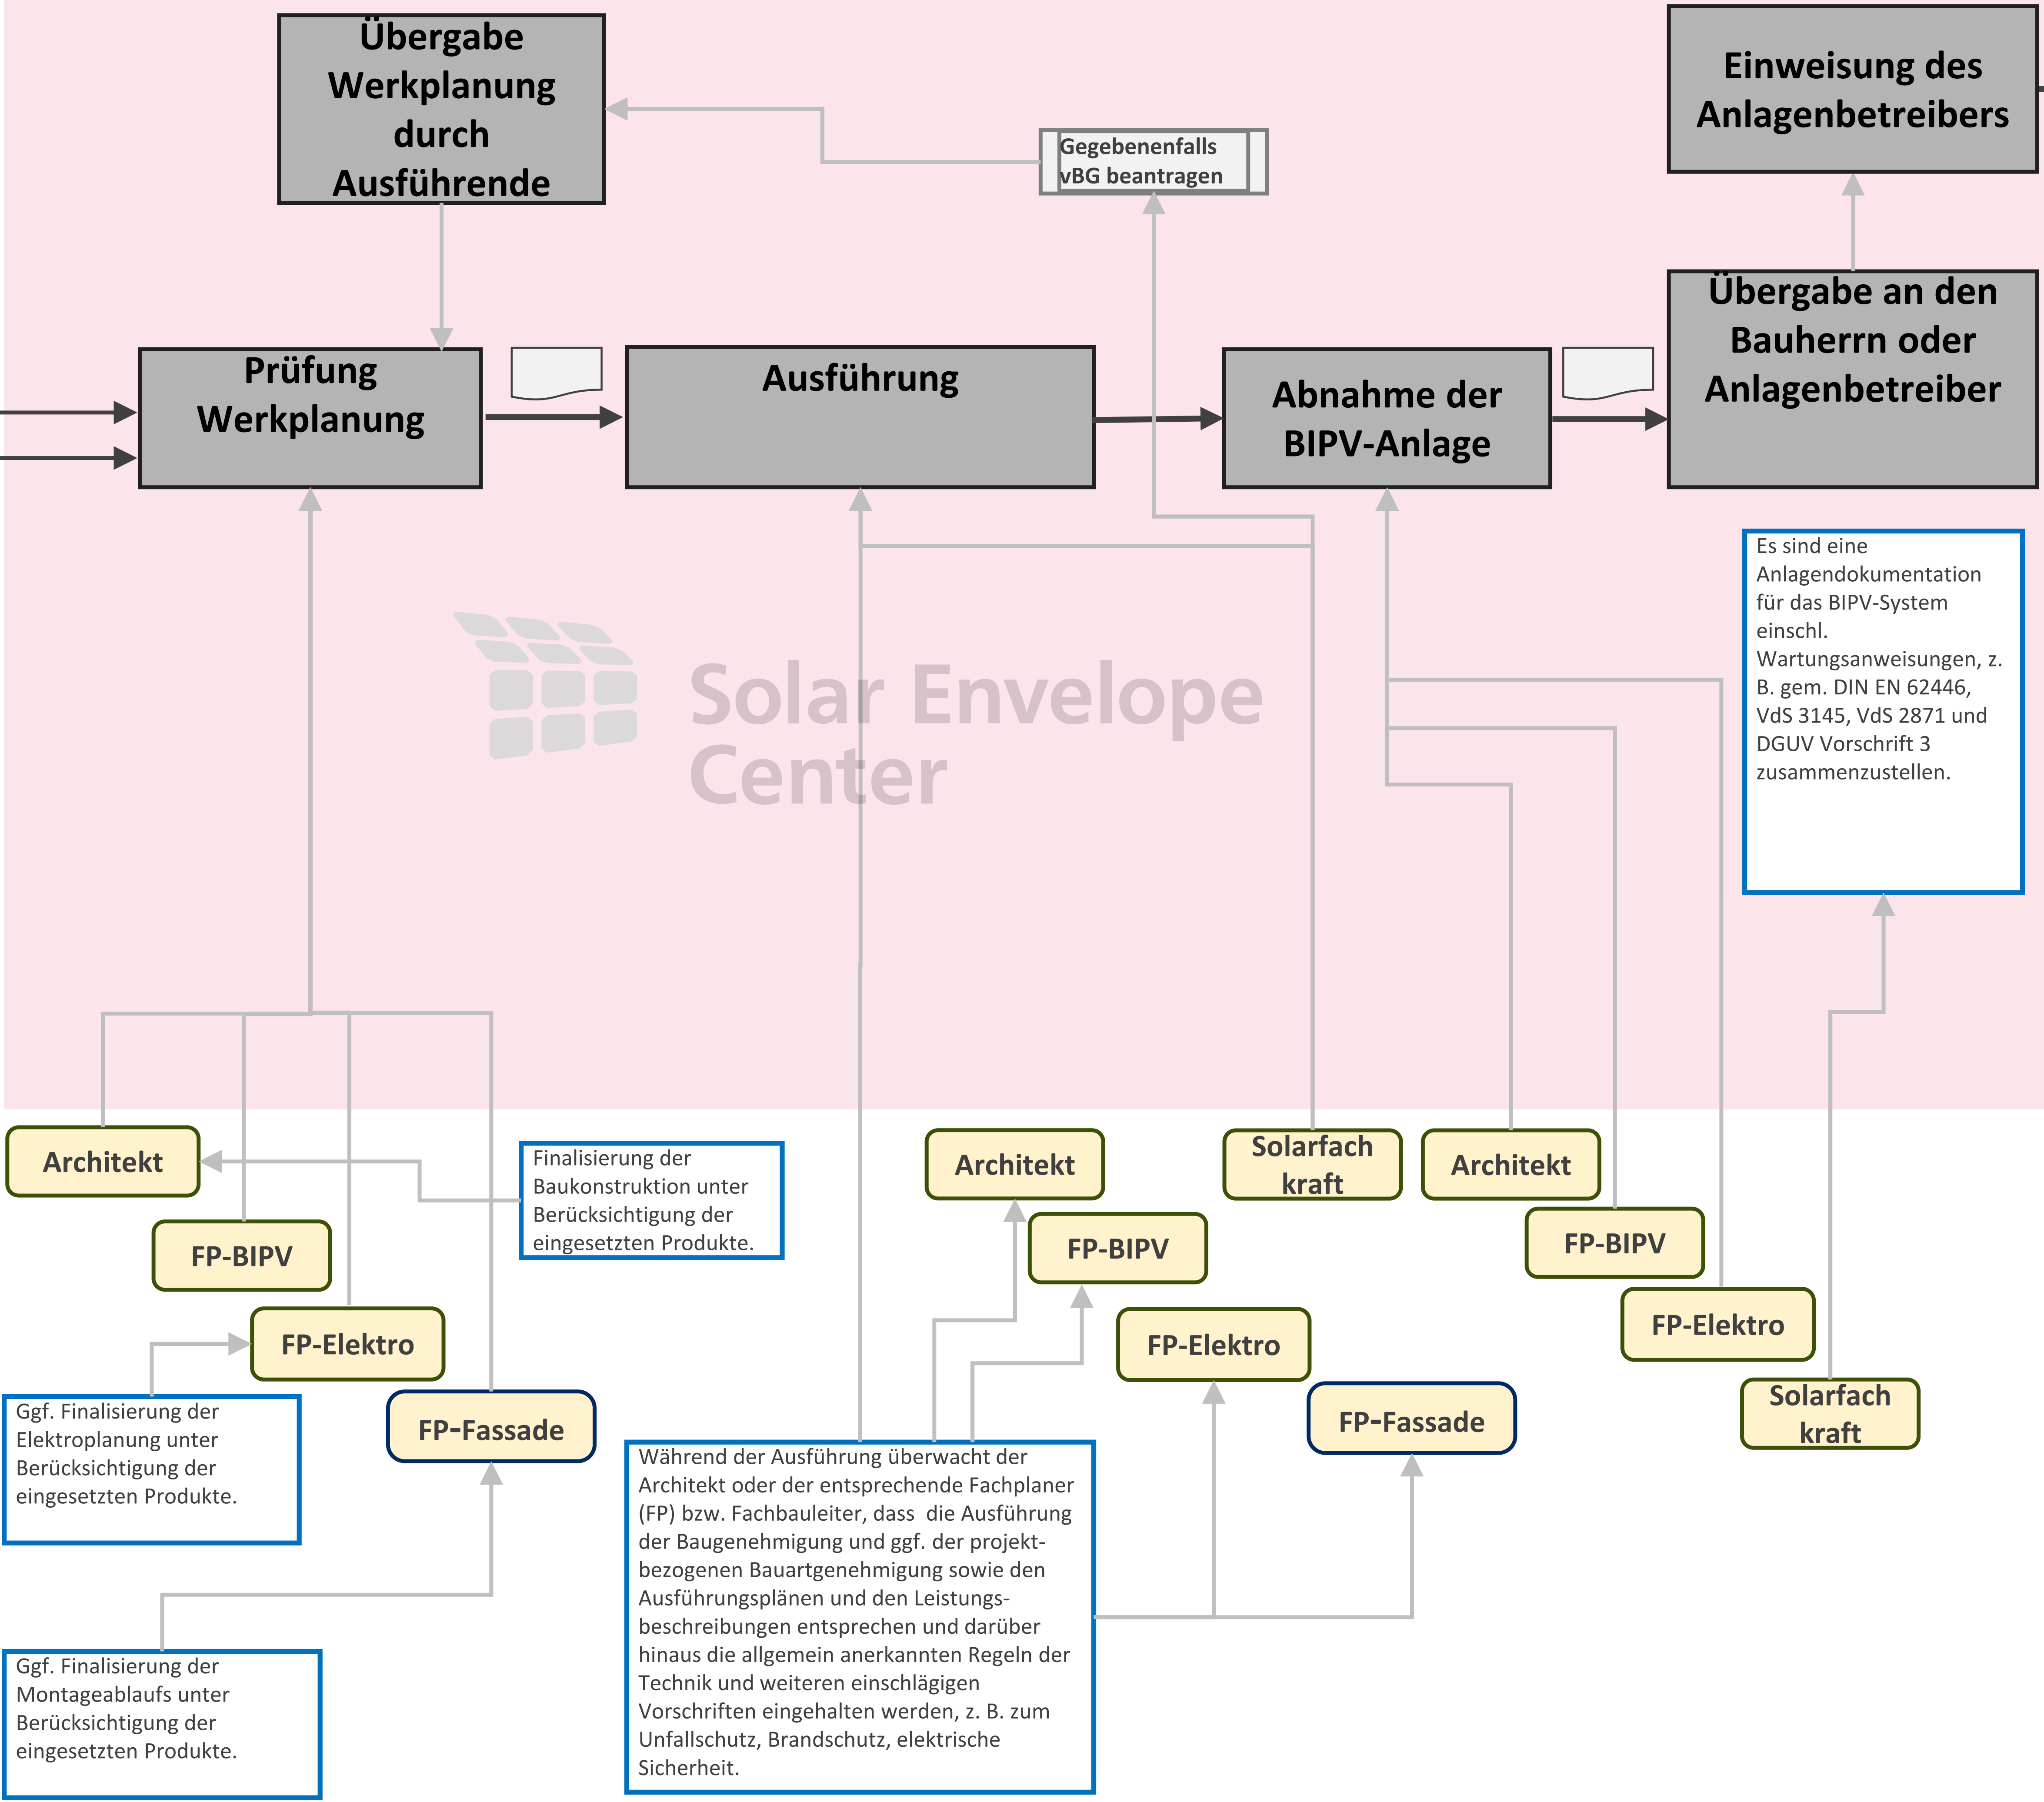 Übergabe
Werkplanung
durch
Ausführende
Gegebenenfalls
vBG beantragen
Einweisung des
Anlagenbetreibers
Prüfung
Werkplanung
Ausführung
Abnahme der
BIPV-Anlage
Übergabe an den
Bauherrn oder
Anlagenbetreiber
Es sind eine
Anlagendokumentation
für das BIPV-System
einschl.
Wartungsanweisungen, z.
B. gem. DIN EN 62446,
VdS 3145, VdS 2871 und
DGUV Vorschrift 3
zusammenzustellen.
Solar Envelope
Center
Architekt
FP-BIPV
FP-Elektro
FP-Fassade
Finalisierung der
Baukonstruktion unter
Berücksichtigung der
eingesetzten Produkte.
Ggf. Finalisierung der
Elektroplanung unter
Berücksichtigung der
eingesetzten Produkte.
Ggf. Finalisierung der
Montageablaufs unter
Berücksichtigung der
eingesetzten Produkte.
Architekt
FP-BIPV
FP-Elektro
FP-Fassade
Während der Ausführung überwacht der
Architekt oder der entsprechende Fachplaner
(FP) bzw. Fachbauleiter, dass  die Ausführung
der Baugenehmigung und ggf. der projekt-
bezogenen Bauartgenehmigung sowie den
Ausführungsplänen und den Leistungs-
beschreibungen entsprechen und darüber
hinaus die allgemein anerkannten Regeln der
Technik und weiteren einschlägigen
Vorschriften eingehalten werden, z. B. zum
Unfallschutz, Brandschutz, elektrische
Sicherheit.
Solarfach
kraft
Architekt
FP-BIPV
FP-Elektro
Solarfach
kraft